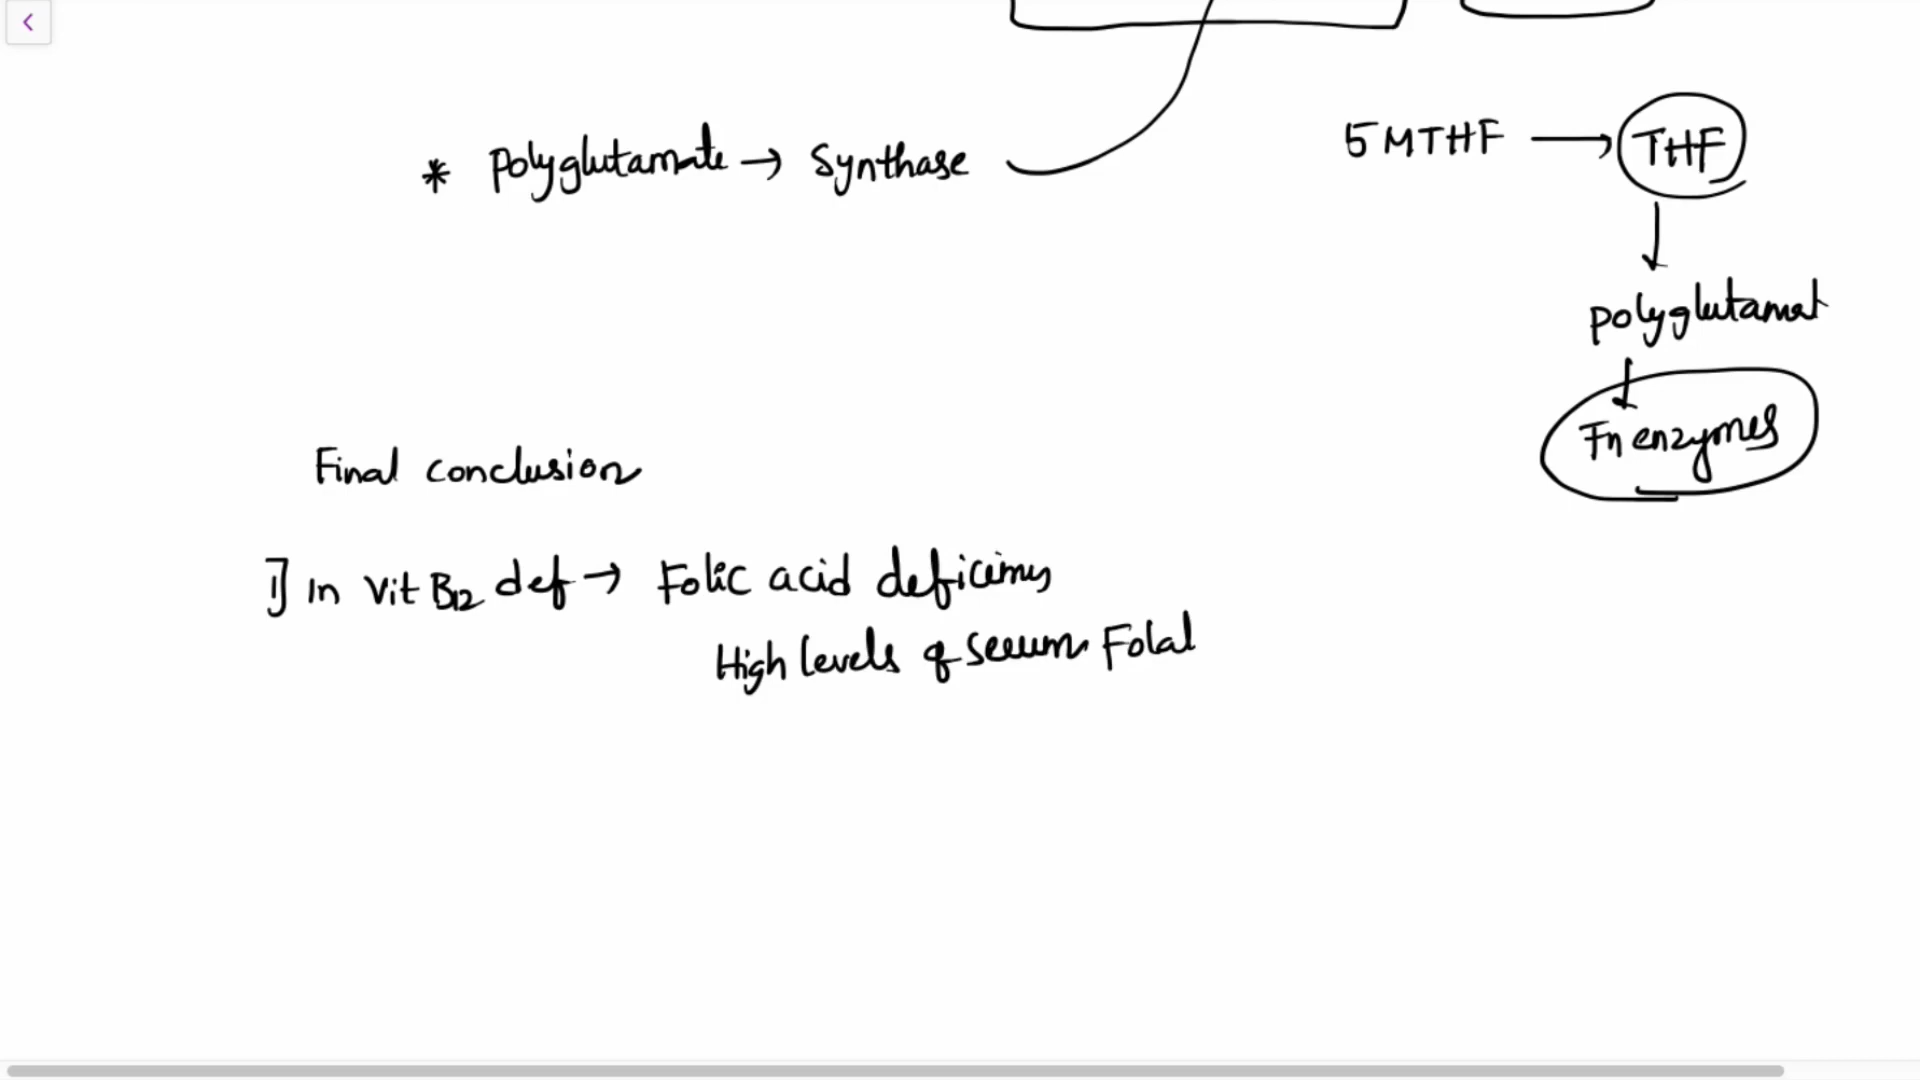 * Polyglutamate → Synthase
5 MTHF → THF
↓
polyglutamat
↓
Fn enzymes
Final conclusion
1] In Vit B12 def → Folic acid deficiency
High levels of serum Folat